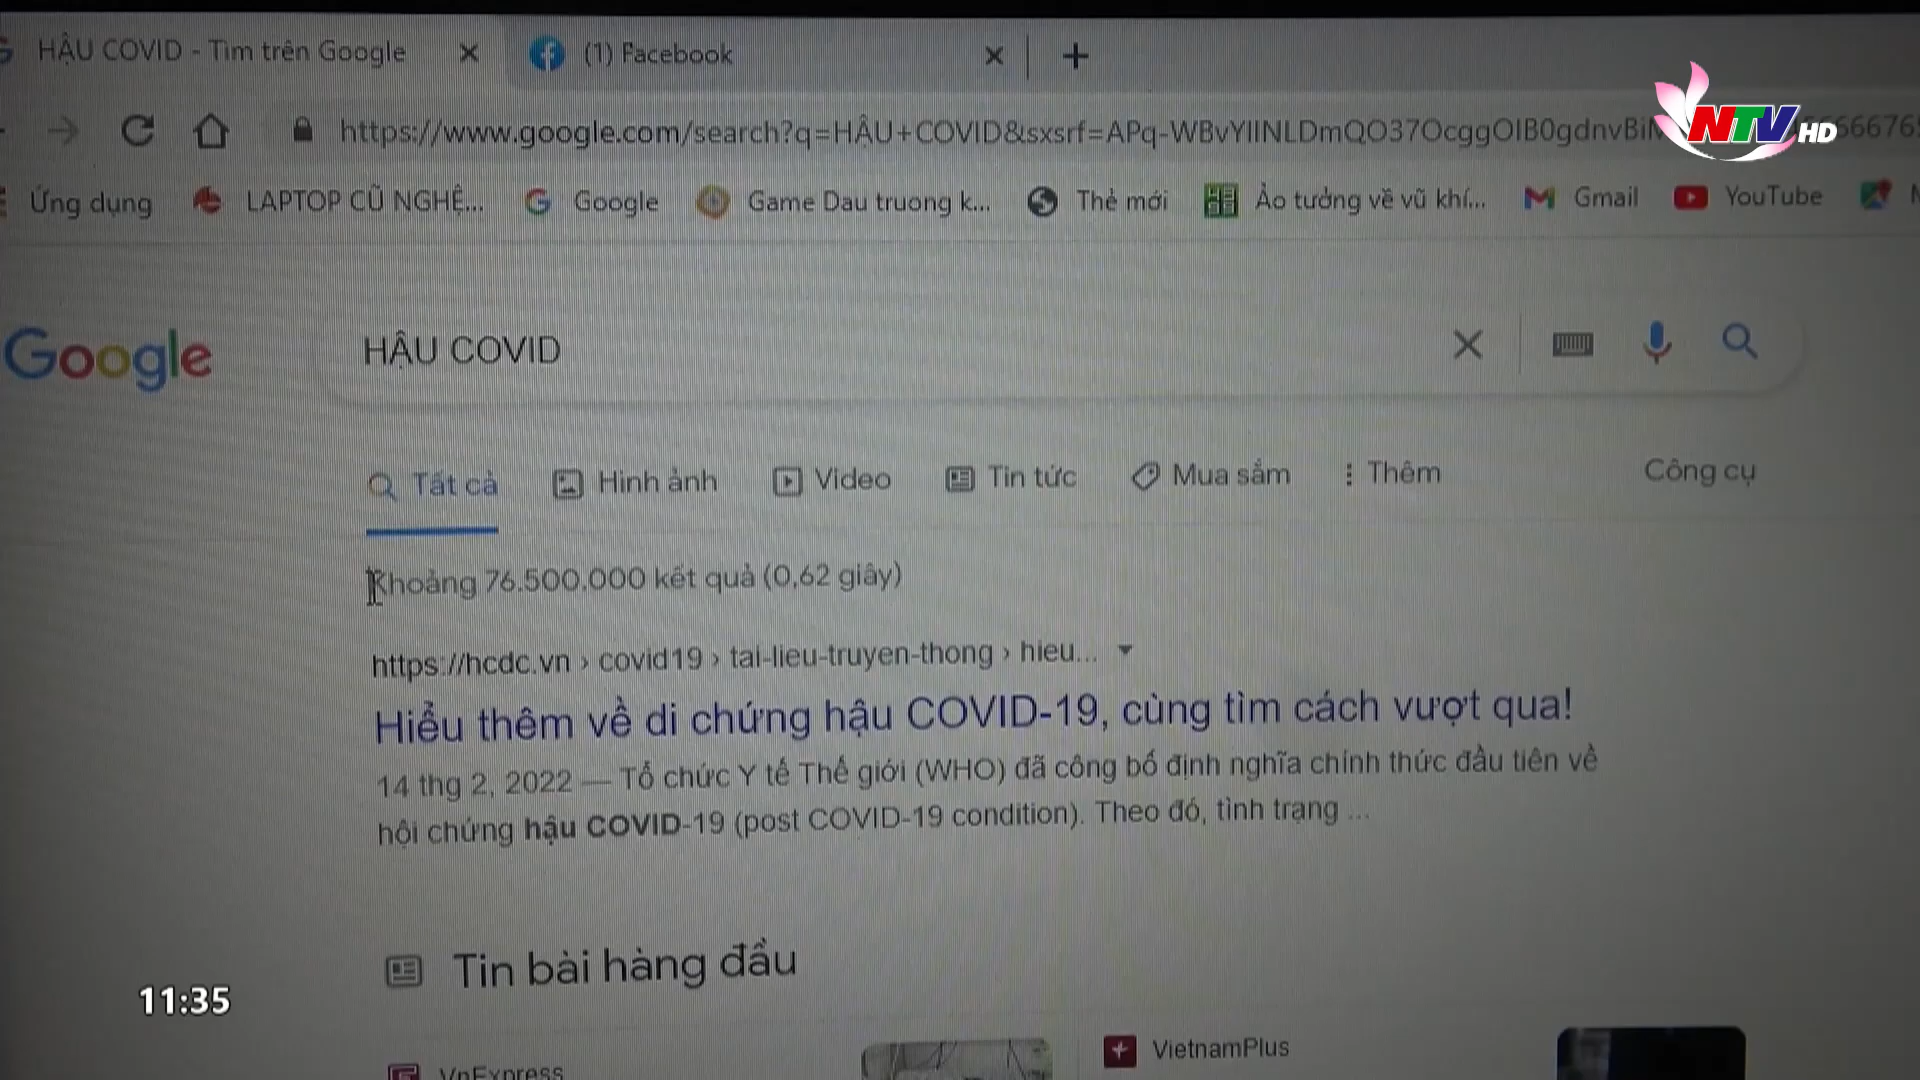 HẬU COVID - Tìm trên Google
(1) Facebook
https://www.google.com/search?q=HẬU+COVID&sxsrf=APq-WBvYIINLDmQO37OcggOIB0gdnvBiN
NTV HD
Ứng dụng
LAPTOP CŨ NGHỆ...
Google
Game Dau truong k...
Thẻ mới
Ảo tưởng về vũ khí...
Gmail
YouTube
Google
HẬU COVID
Tất cả
Hình ảnh
Video
Tin tức
Mua sắm
Thêm
Công cụ
Khoảng 76.500.000 kết quả (0,62 giây)
https://hcdc.vn › covid19 › tai-lieu-truyen-thong › hieu...
Hiểu thêm về di chứng hậu COVID-19, cùng tìm cách vượt qua!
14 thg 2, 2022 — Tổ chức Y tế Thế giới (WHO) đã công bố định nghĩa chính thức đầu tiên về
hội chứng hậu COVID-19 (post COVID-19 condition). Theo đó, tình trạng ...
Tin bài hàng đầu
11:35
VnExpress
VietnamPlus